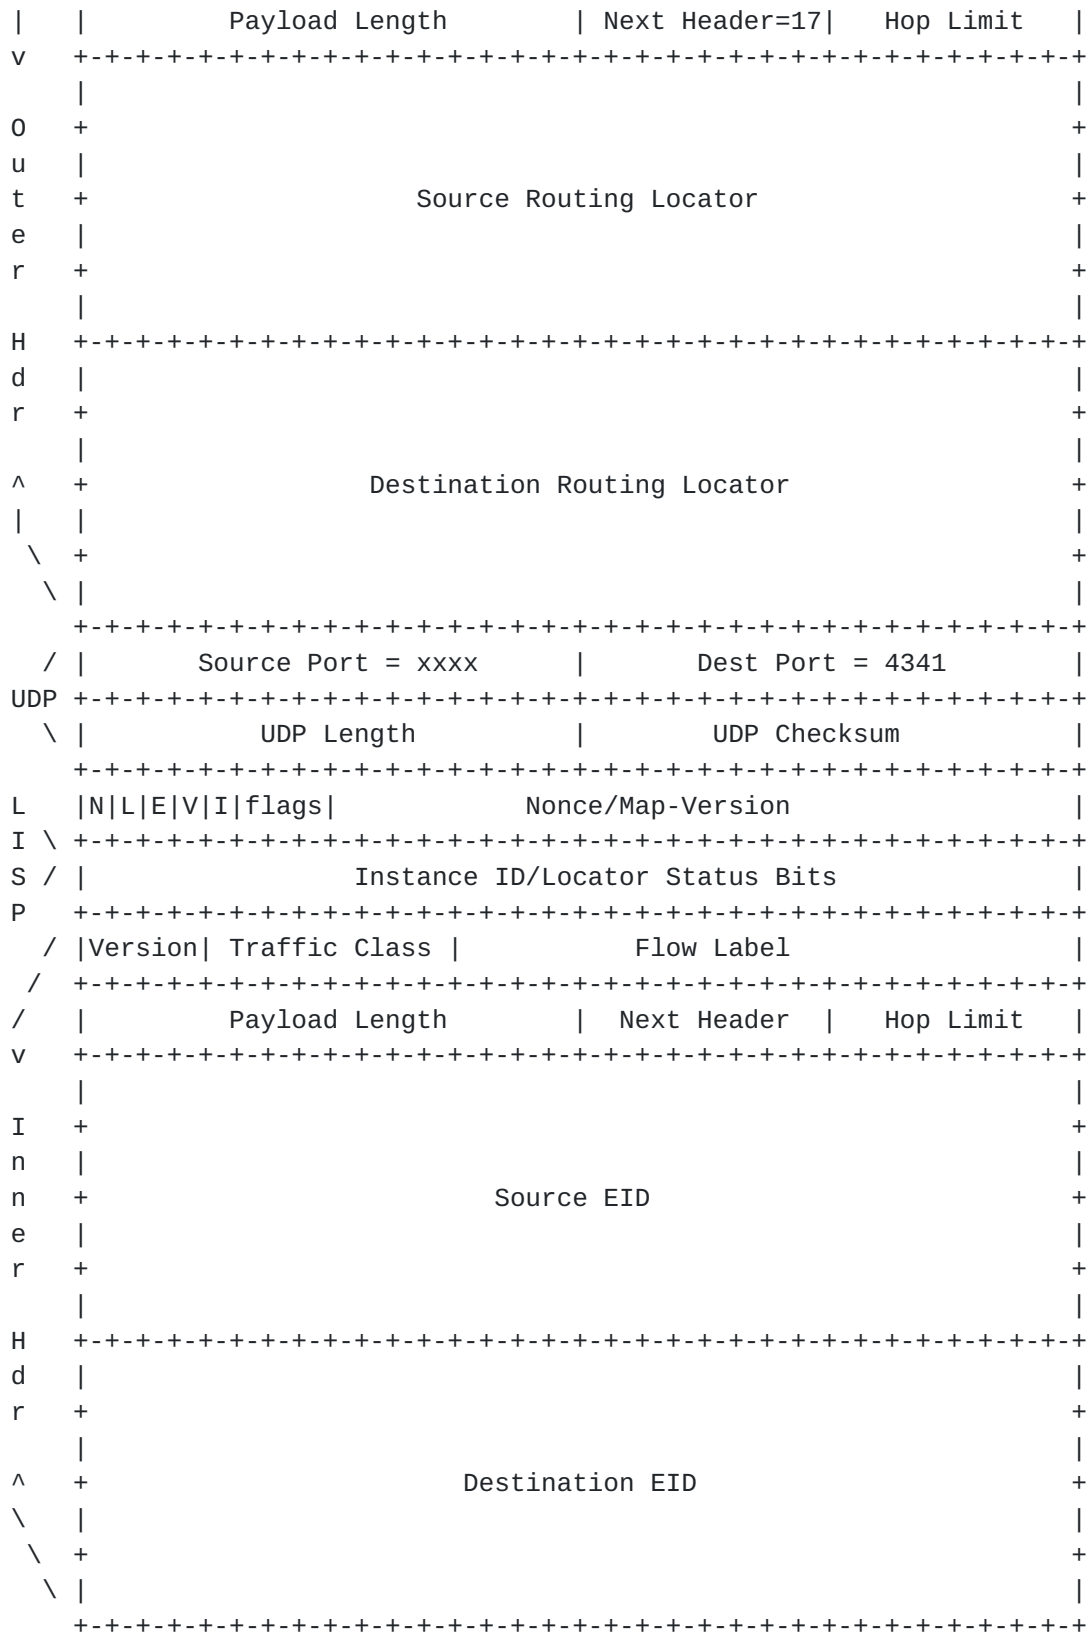 |   |         Payload Length        | Next Header=17|   Hop Limit   |
v   +-+-+-+-+-+-+-+-+-+-+-+-+-+-+-+-+-+-+-+-+-+-+-+-+-+-+-+-+-+-+-+-+
    |                                                               |
O   +                                                               +
u   |                                                               |
t   +                     Source Routing Locator                    +
e   |                                                               |
r   +                                                               +
    |                                                               |
H   +-+-+-+-+-+-+-+-+-+-+-+-+-+-+-+-+-+-+-+-+-+-+-+-+-+-+-+-+-+-+-+-+
d   |                                                               |
r   +                                                               +
    |                                                               |
^   +                  Destination Routing Locator                  +
|   |                                                               |
 \  +                                                               +
  \ |                                                               |
    +-+-+-+-+-+-+-+-+-+-+-+-+-+-+-+-+-+-+-+-+-+-+-+-+-+-+-+-+-+-+-+-+
  / |       Source Port = xxxx      |       Dest Port = 4341        |
UDP +-+-+-+-+-+-+-+-+-+-+-+-+-+-+-+-+-+-+-+-+-+-+-+-+-+-+-+-+-+-+-+-+
  \ |           UDP Length          |        UDP Checksum           |
    +-+-+-+-+-+-+-+-+-+-+-+-+-+-+-+-+-+-+-+-+-+-+-+-+-+-+-+-+-+-+-+-+
L   |N|L|E|V|I|flags|            Nonce/Map-Version                  |
I \ +-+-+-+-+-+-+-+-+-+-+-+-+-+-+-+-+-+-+-+-+-+-+-+-+-+-+-+-+-+-+-+-+
S / |                 Instance ID/Locator Status Bits               |
P   +-+-+-+-+-+-+-+-+-+-+-+-+-+-+-+-+-+-+-+-+-+-+-+-+-+-+-+-+-+-+-+-+
  / |Version| Traffic Class |           Flow Label                  |
 /  +-+-+-+-+-+-+-+-+-+-+-+-+-+-+-+-+-+-+-+-+-+-+-+-+-+-+-+-+-+-+-+-+
/   |         Payload Length        |  Next Header  |   Hop Limit   |
v   +-+-+-+-+-+-+-+-+-+-+-+-+-+-+-+-+-+-+-+-+-+-+-+-+-+-+-+-+-+-+-+-+
    |                                                               |
I   +                                                               +
n   |                                                               |
n   +                          Source EID                           +
e   |                                                               |
r   +                                                               +
    |                                                               |
H   +-+-+-+-+-+-+-+-+-+-+-+-+-+-+-+-+-+-+-+-+-+-+-+-+-+-+-+-+-+-+-+-+
d   |                                                               |
r   +                                                               +
    |                                                               |
^   +                        Destination EID                        +
\   |                                                               |
 \  +                                                               +
  \ |                                                               |
    +-+-+-+-+-+-+-+-+-+-+-+-+-+-+-+-+-+-+-+-+-+-+-+-+-+-+-+-+-+-+-+-+